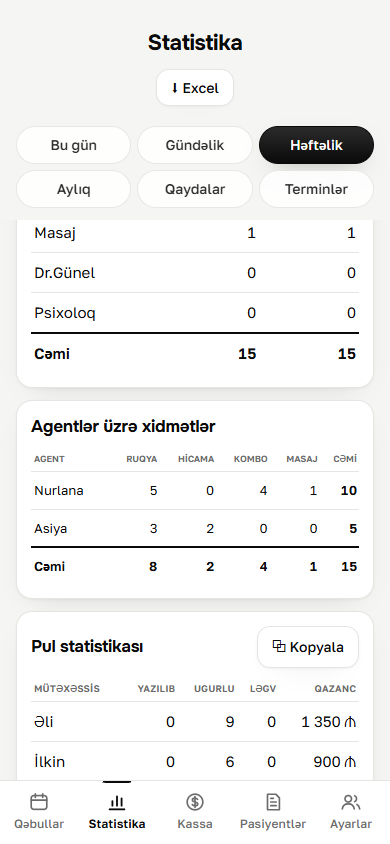 Statistika
⭳ Excel
Bu gün Gündəlik Həftəlik
Aylıq Qaydalar Terminlər
Masaj 1 1
Dr.Günel 0 0
Psixoloq 0 0
Cəmi 15 15
Agentlər üzrə xidmətlər
AGENT RUQYA HİCAMA KOMBO MASAJ CƏMİ
Nurlana 5 0 4 1 10
Asiya 3 2 0 0 5
Cəmi 8 2 4 1 15
Pul statistikası
Kopyala
MÜTƏXƏSSİS YAZILIB UGURLU LƏGV QAZANC
Əli 0 9 0 1 350 ₼
İlkin 0 6 0 900 ₼
Qəbullar Statistika Kassa Pasiyentlər Ayarlar